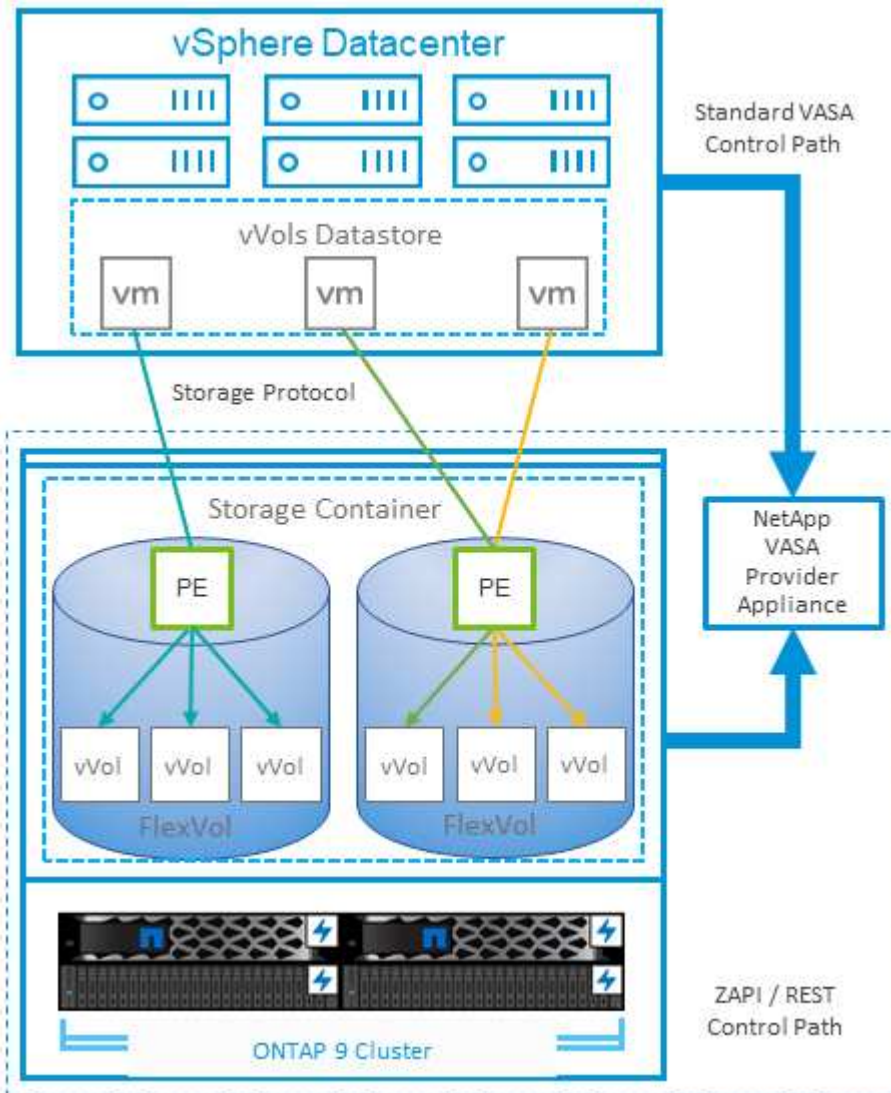 vSphere Datacenter
Standard VASA
Control Path
vVols Datastore
vm
vm
vm
Storage Protocol
Storage Container
NetApp
VASA
Provider
Appliance
PE
PE
vVol
vVol
vVol
vVol
vVol
vVol
FlexVol
FlexVol
ZAPI / REST
Control Path
ONTAP 9 Cluster